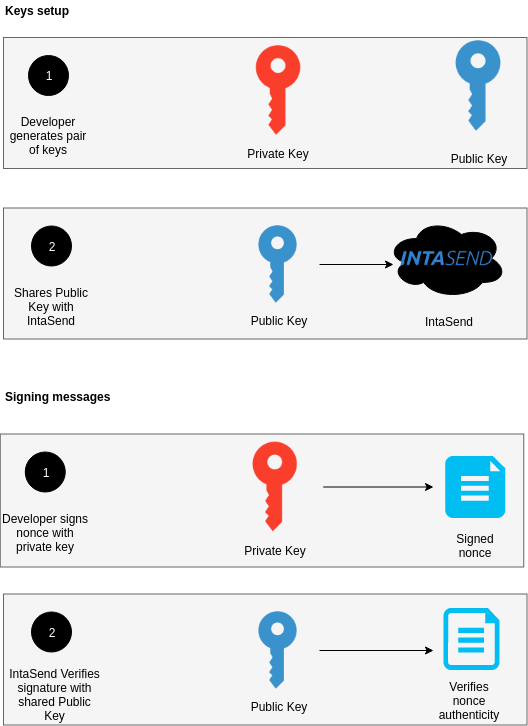 Keys setup
1
Developer
generates pair
of keys
Private Key
Public Key
2
Shares Public
Key with
IntaSend
Public Key
INTASEND
IntaSend
Signing messages
1
Developer signs
nonce with
private key
Private Key
Signed
nonce
2
IntaSend Verifies
signature with
shared Public
Key
Public Key
Verifies
nonce
authenticity